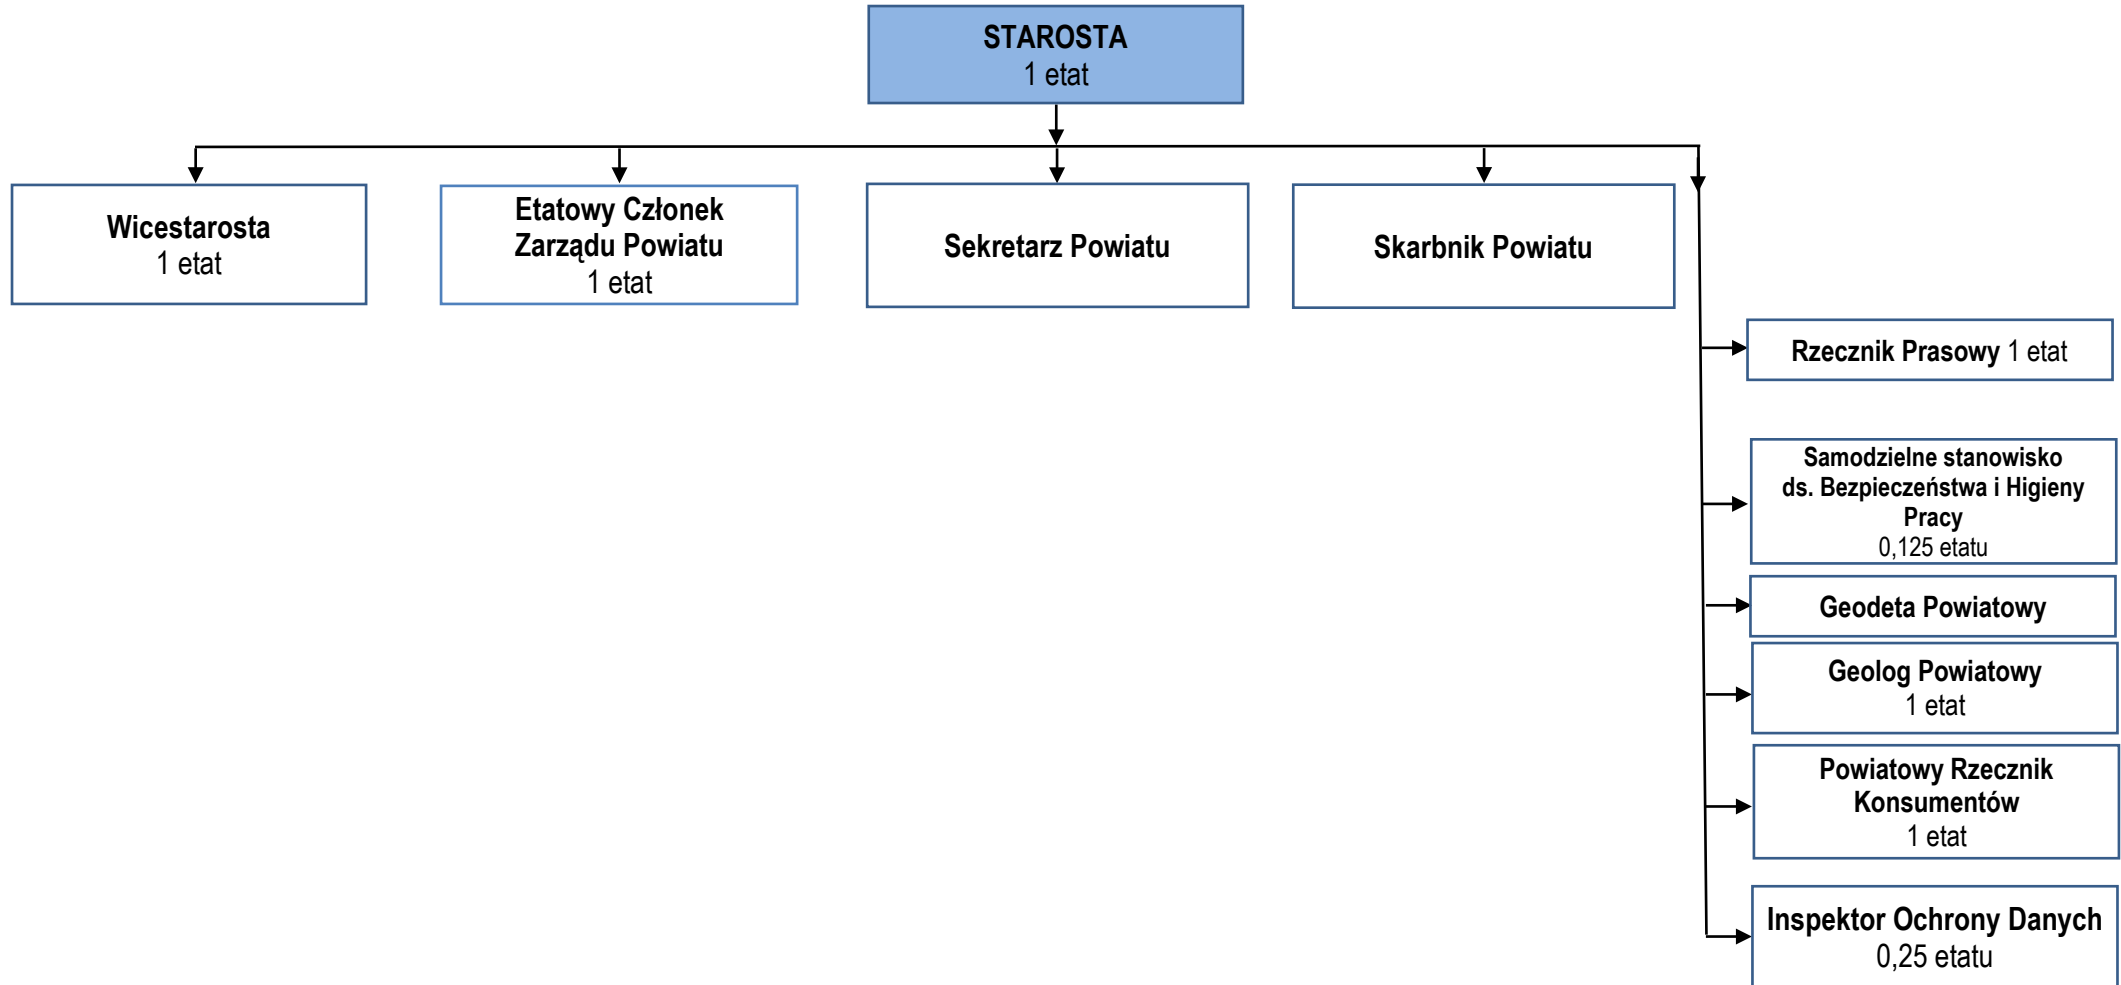 STAROSTA
1 etat
Wicestarosta
1 etat
Etatowy Członek
Zarządu Powiatu
1 etat
Sekretarz Powiatu
Skarbnik Powiatu
Rzecznik Prasowy 1 etat
Samodzielne stanowisko
ds. Bezpieczeństwa i Higieny
Pracy
0,125 etatu
Geodeta Powiatowy
Geolog Powiatowy
1 etat
Powiatowy Rzecznik
Konsumentów
1 etat
Inspektor Ochrony Danych
0,25 etatu